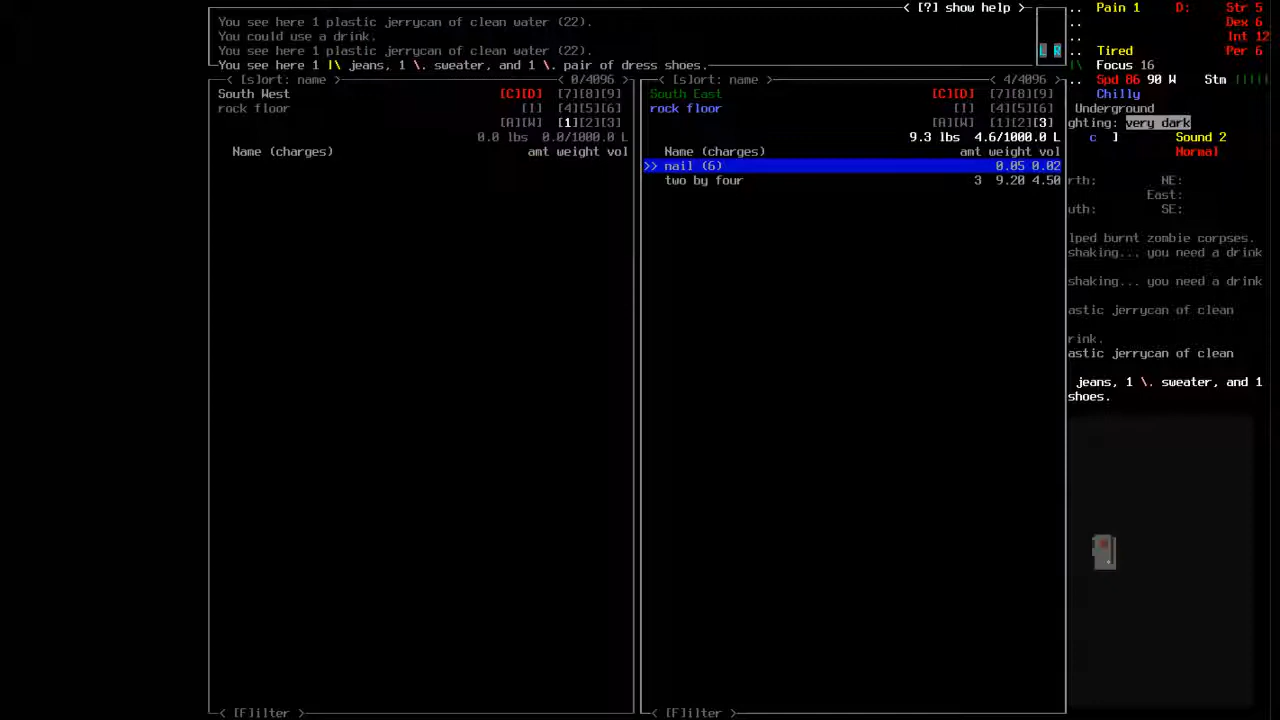 < [?] show help >
You see here 1 plastic jerrycan of clean water (22).
You could use a drink.
You see here 1 plastic jerrycan of clean water (22).
You see here 1 |\ jeans, 1 \. sweater, and 1 \. pair of dress shoes.
L R
< [s]ort: name > < 0/4096 >
South West [C][D] [7][8][9]
rock floor [I] [4][5][6]
[A][W] [1][2][3]
0.0 lbs 0.0/1000.0 L
Name (charges) amt weight vol
< [F]ilter >
< [s]ort: name > < 4/4096 >
South East [C][D] [7][8][9]
rock floor [I] [4][5][6]
[A][W] [1][2][3]
9.3 lbs 4.6/1000.0 L
Name (charges) amt weight vol
>> nail (6) 0.05 0.02
two by four 3 9.20 4.50
< [F]ilter >
.. Pain 1 D: Str 5
.. Dex 6
.. Int 12
.. Tired Per 6
|\ Focus 16
.. Spd 86 90 W Stm |||||
Chilly
Underground
ghting: very dark
c ] Sound 2
Normal
rth: NE:
East:
uth: SE:
lped burnt zombie corpses.
shaking... you need a drink
shaking... you need a drink
astic jerrycan of clean
rink.
astic jerrycan of clean
jeans, 1 \. sweater, and 1
shoes.